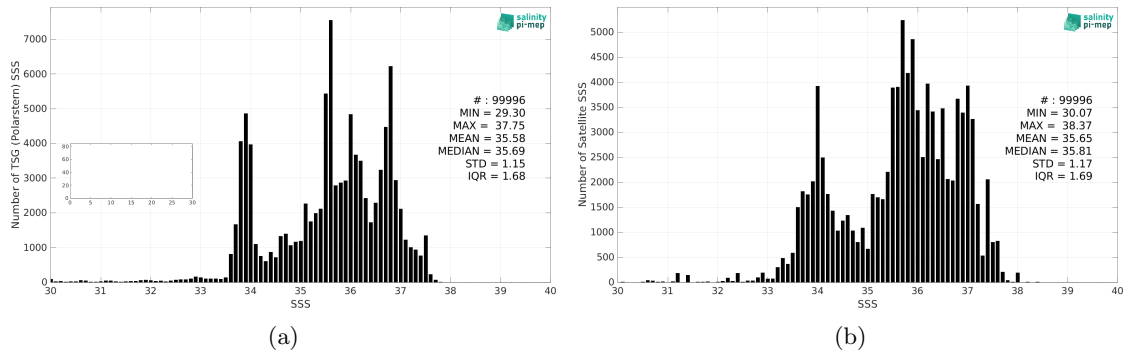 salinity
pi-mep
Number of TSG (Polarstern) SSS
7000
6000
5000
4000
3000
2000
1000
0
80
60
40
20
0
0 5 10 15 20 25 30
# : 99996
MIN = 29.30
MAX = 37.75
MEAN = 35.58
MEDIAN = 35.69
STD = 1.15
IQR = 1.68
30 31 32 33 34 35 36 37 38 39 40
SSS
(a)
salinity
pi-mep
Number of Satellite SSS
5000
4500
4000
3500
3000
2500
2000
1500
1000
500
0
# : 99996
MIN = 30.07
MAX = 38.37
MEAN = 35.65
MEDIAN = 35.81
STD = 1.17
IQR = 1.69
30 31 32 33 34 35 36 37 38 39 40
SSS
(b)